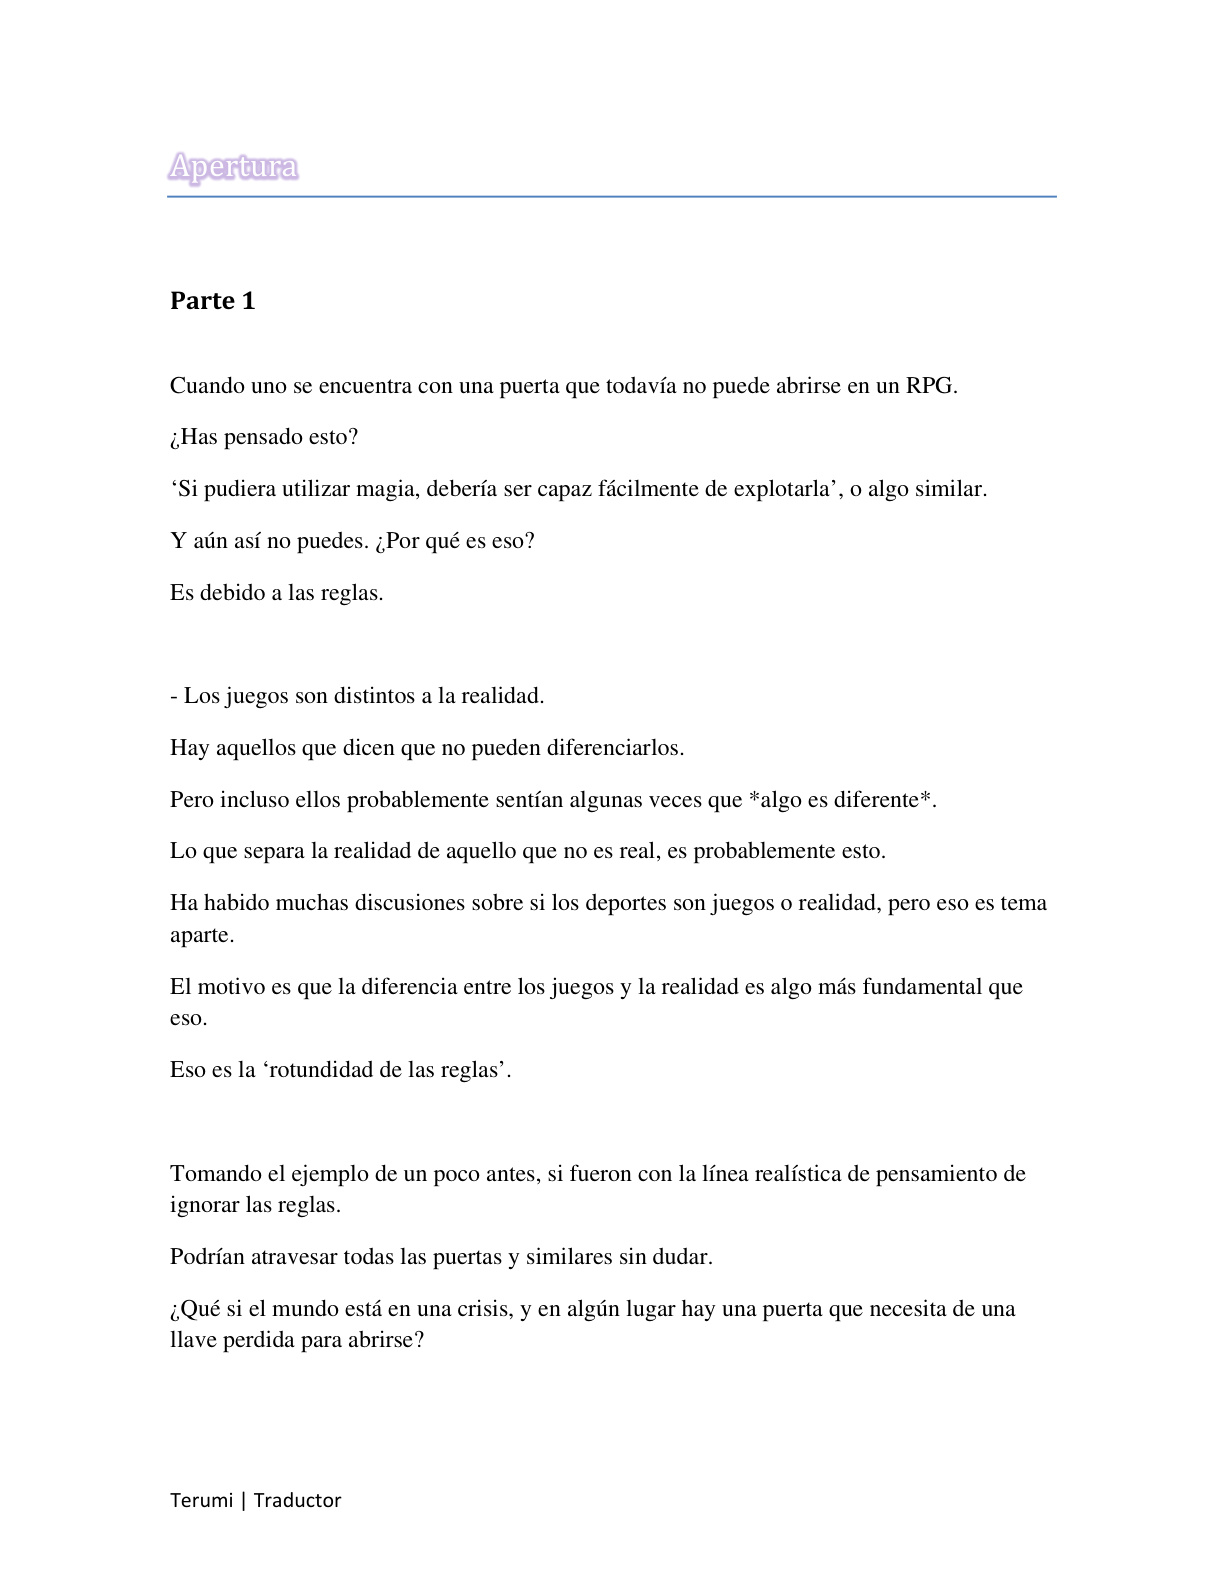 Apertura
Parte 1
Cuando uno se encuentra con una puerta que todavía no puede abrirse en un RPG.
¿Has pensado esto?
‘Si pudiera utilizar magia, debería ser capaz fácilmente de explotarla’, o algo similar.
Y aún así no puedes. ¿Por qué es eso?
Es debido a las reglas.
- Los juegos son distintos a la realidad.
Hay aquellos que dicen que no pueden diferenciarlos.
Pero incluso ellos probablemente sentían algunas veces que *algo es diferente*.
Lo que separa la realidad de aquello que no es real, es probablemente esto.
Ha habido muchas discusiones sobre si los deportes son juegos o realidad, pero eso es tema
aparte.
El motivo es que la diferencia entre los juegos y la realidad es algo más fundamental que
eso.
Eso es la ‘rotundidad de las reglas’.
Tomando el ejemplo de un poco antes, si fueron con la línea realística de pensamiento de
ignorar las reglas.
Podrían atravesar todas las puertas y similares sin dudar.
¿Qué si el mundo está en una crisis, y en algún lugar hay una puerta que necesita de una
llave perdida para abrirse?
Terumi | Traductor